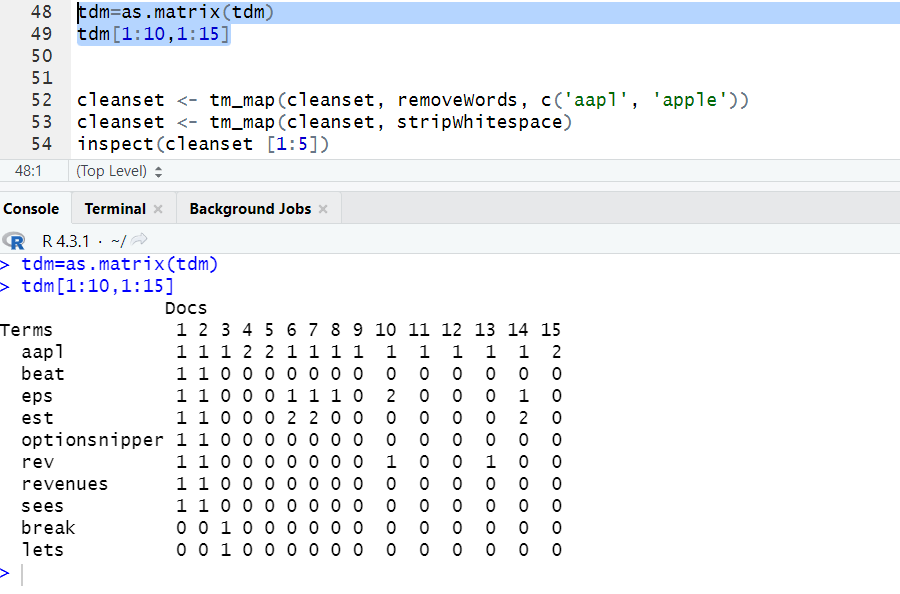 48 tdm=as.matrix(tdm)
49 tdm[1:10,1:15]
50
51
52 cleanset <- tm_map(cleanset, removeWords, c('aapl', 'apple'))
53 cleanset <- tm_map(cleanset, stripWhitespace)
54 inspect(cleanset [1:5])
48:1 (Top Level)
Console Terminal Background Jobs
R R 4.3.1 · ~/
> tdm=as.matrix(tdm)
> tdm[1:10,1:15]
Docs
Terms 1 2 3 4 5 6 7 8 9 10 11 12 13 14 15
aapl 1 1 1 2 2 1 1 1 1 1 1 1 1 1 2
beat 1 1 0 0 0 0 0 0 0 0 0 0 0 0 0
eps 1 1 0 0 0 1 1 1 0 2 0 0 0 1 0
est 1 1 0 0 0 2 2 0 0 0 0 0 0 2 0
optionsnipper 1 1 0 0 0 0 0 0 0 0 0 0 0 0 0
rev 1 1 0 0 0 0 0 0 0 1 0 0 1 0 0
revenues 1 1 0 0 0 0 0 0 0 0 0 0 0 0 0
sees 1 1 0 0 0 0 0 0 0 0 0 0 0 0 0
break 0 0 1 0 0 0 0 0 0 0 0 0 0 0 0
lets 0 0 1 0 0 0 0 0 0 0 0 0 0 0 0
>